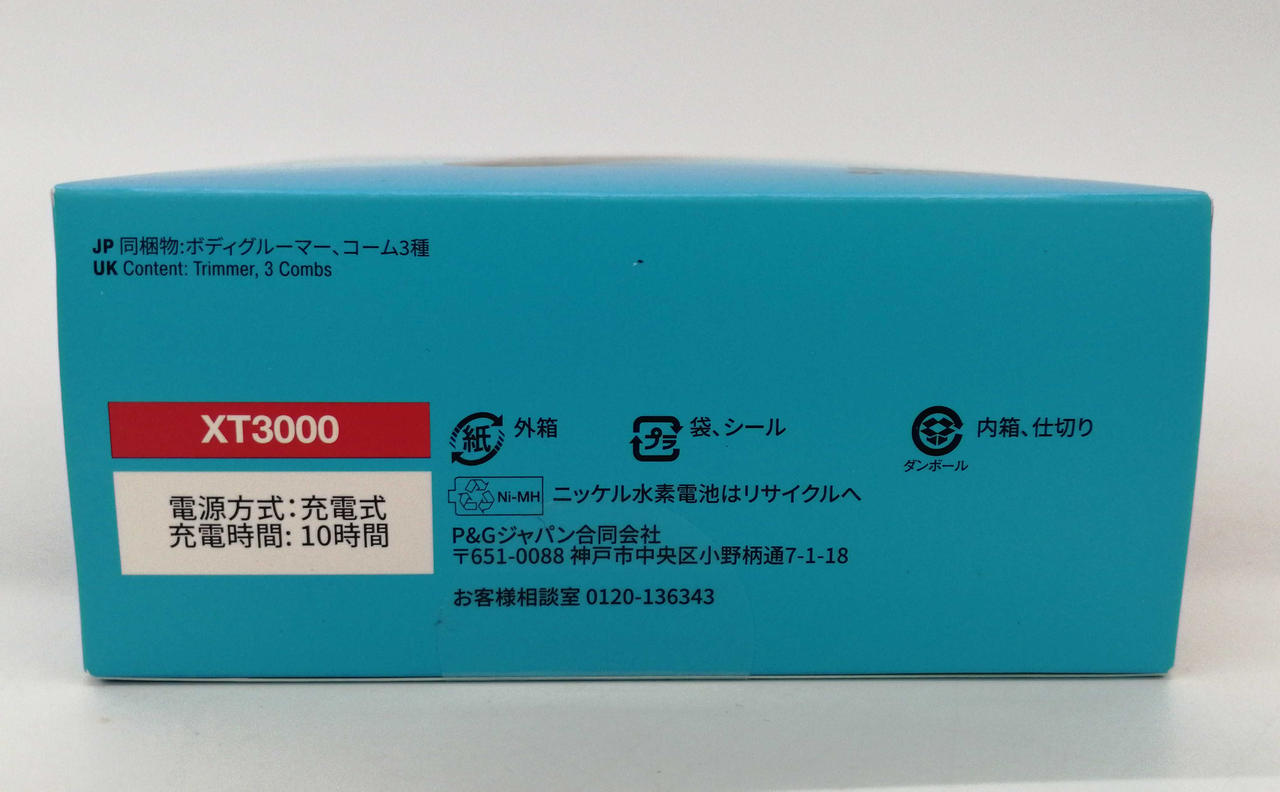 JP 同梱物:ボディグルーマー、コーム3種
UK Content: Trimmer, 3 Combs
XT3000
電源方式:充電式
充電時間: 10時間
紙 外箱
プラ 袋、シール
内箱、仕切り
ダンボール
Ni-MH ニッケル水素電池はリサイクルへ
P&Gジャパン合同会社
〒651-0088 神戸市中央区小野柄通7-1-18
お客様相談室 0120-136343